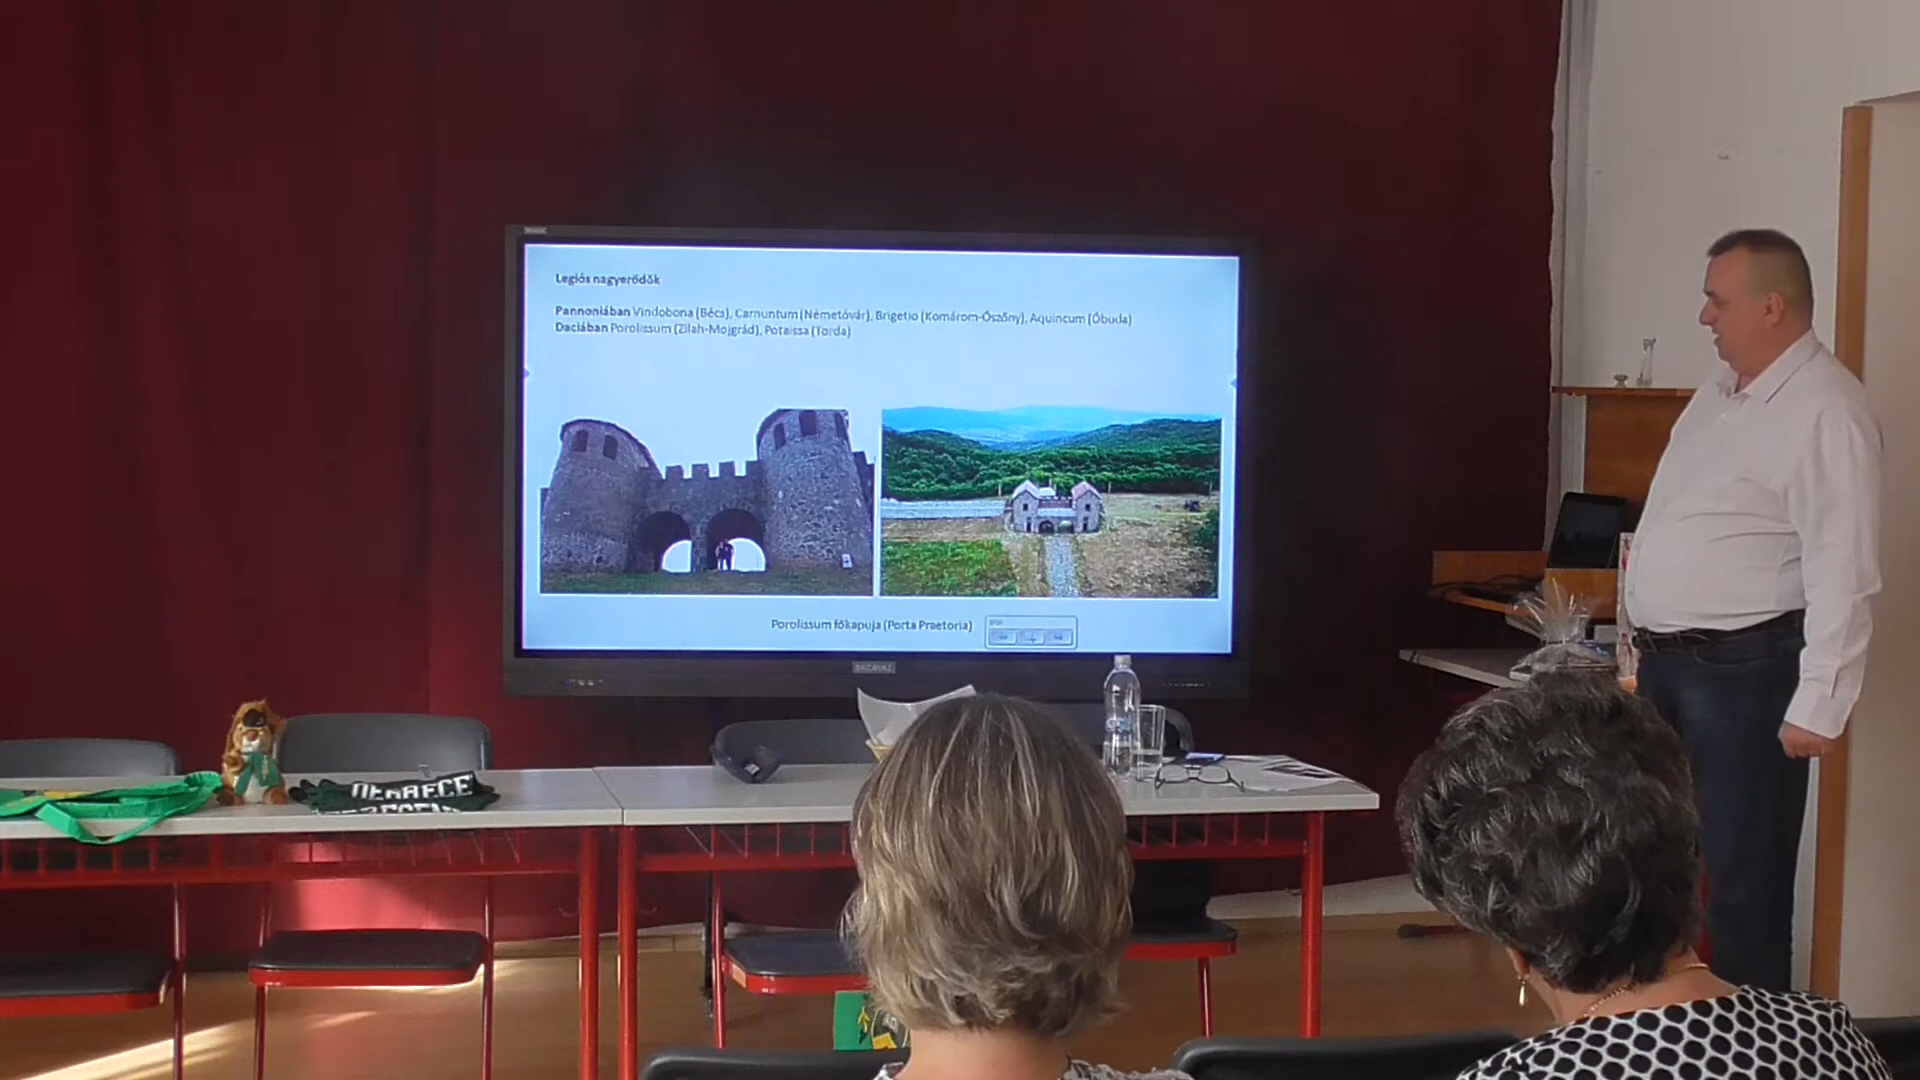 Legiós nagyerődök
Pannoniában Vindobona (Bécs), Carnuntum (Németóvár), Brigetio (Komárom-Ószőny), Aquincum (Óbuda)
Daciában Porolissum (Zilah-Mojgrád), Potaissa (Torda)
Porolissum főkapuja (Porta Praetoria)